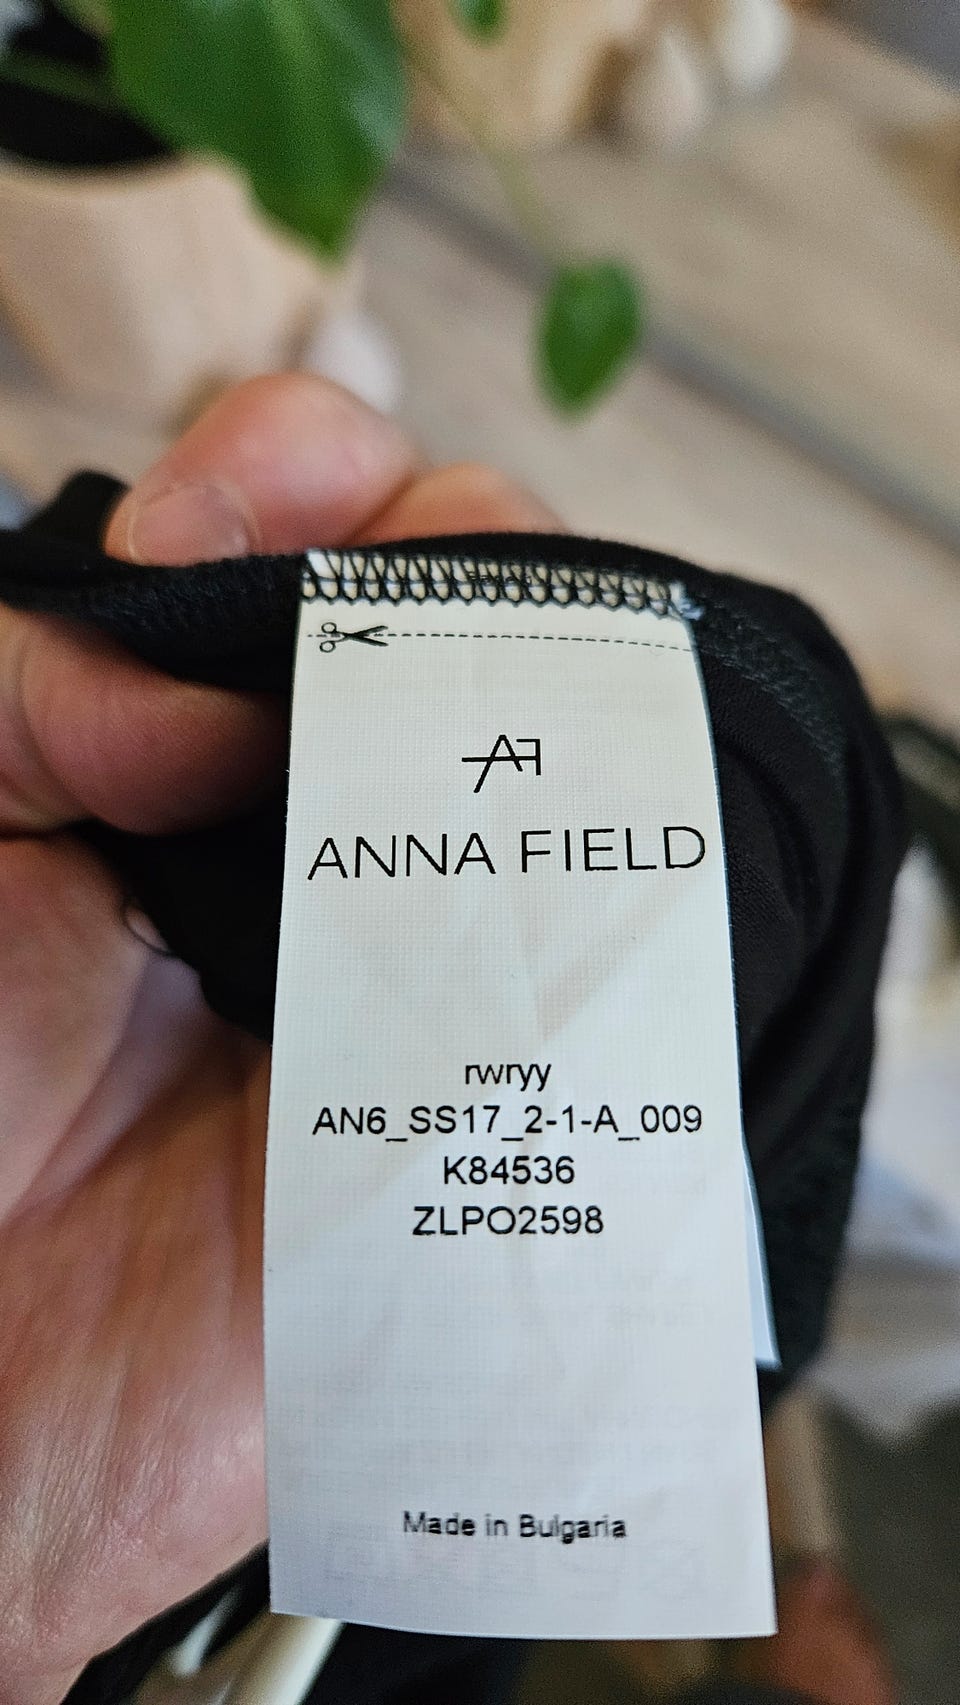 AF
ANNA FIELD
rwryy
AN6_SS17_2-1-A_009
K84536
ZLPO2598
Made in Bulgaria